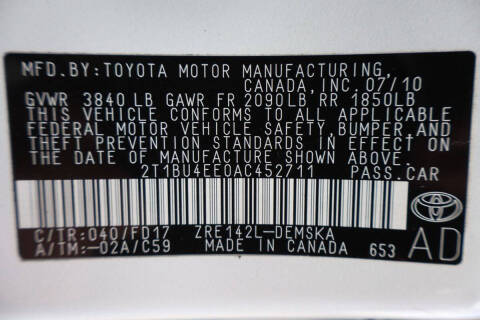 MFD.BY:TOYOTA MOTOR MANUFACTURING,
CANADA,INC. 07/10
GVWR 3840LB GAWR FR 2090LB RR 1850LB
THIS VEHICLE CONFORMS TO ALL APPLICABLE
FEDERAL MOTOR VEHICLE SAFETY,BUMPER,AND
THEFT PREVENTION STANDARDS IN EFFECT ON
THE DATE OF MANUFACTURE SHOWN ABOVE.
2T1BU4EE0AC452711 PASS.CAR
C/TR:040/FD17 ZRE142L-DEMSKA
A/TM:-02A/C59 MADE IN CANADA 653 AD